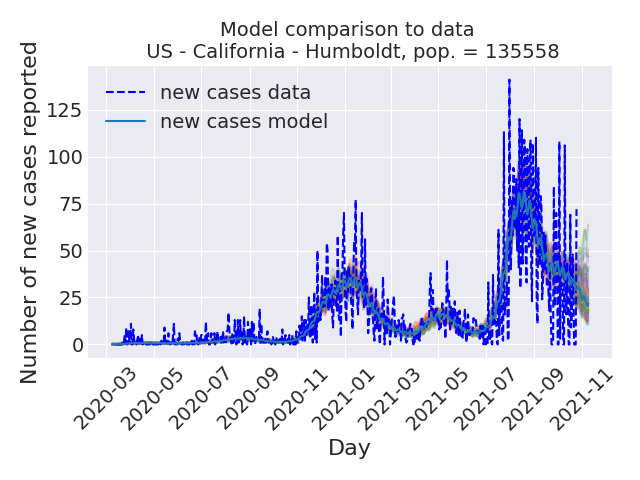 Model comparison to data
US - California - Humboldt, pop. = 135558
Number of new cases reported
125
100
75
50
25
0
new cases data
new cases model
2020-03
2020-05
2020-07
2020-09
2020-11
2021-01
2021-03
2021-05
2021-07
2021-09
2021-11
Day